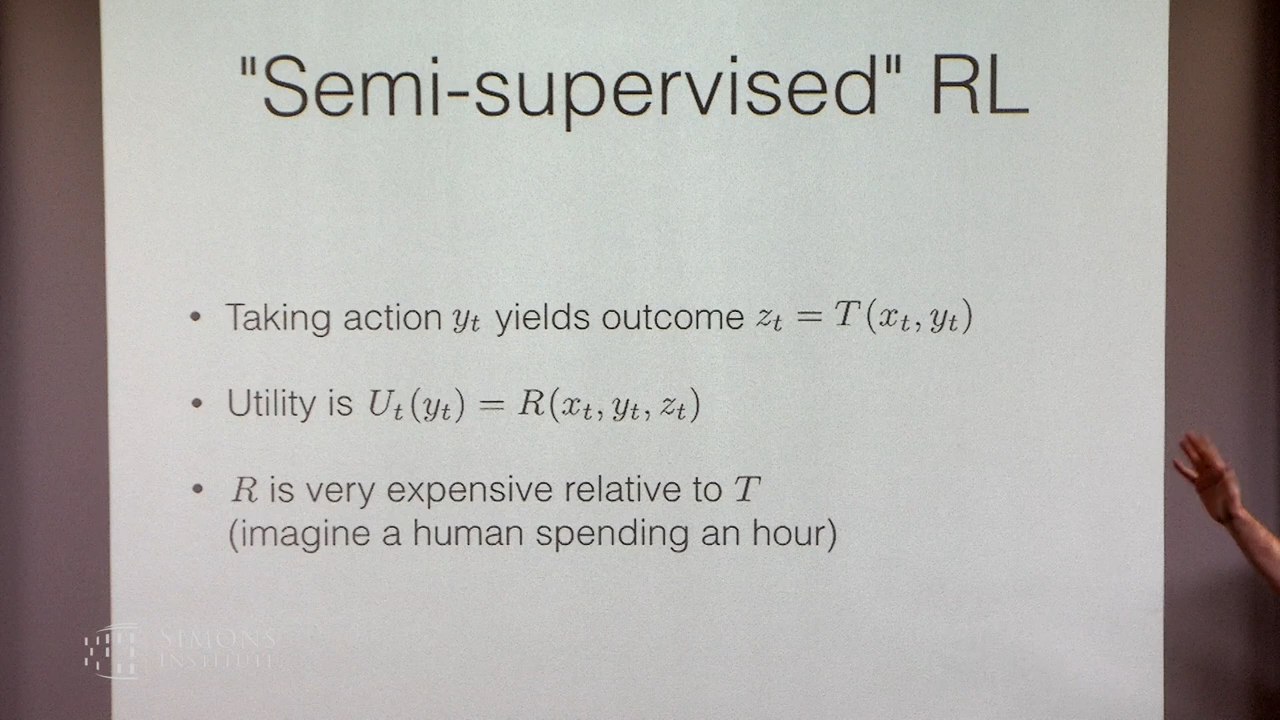 "Semi-supervised" RL
• Taking action $y_t$ yields outcome $z_t = T(x_t, y_t)$
• Utility is $U_t(y_t) = R(x_t, y_t, z_t)$
• $R$ is very expensive relative to $T$
(imagine a human spending an hour)
SIMONS
INSTITUTE